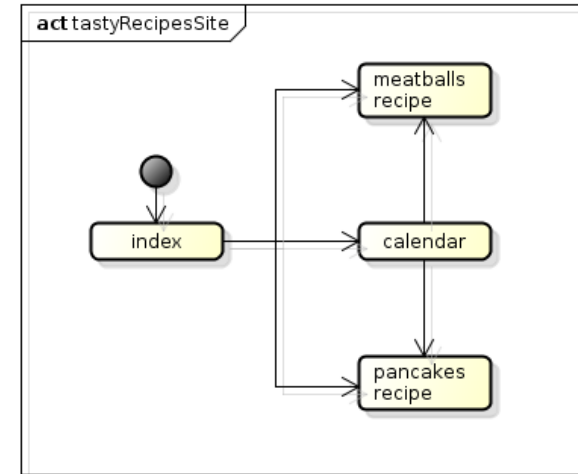 act tastyRecipesSite
meatballs
recipe
index
calendar
pancakes
recipe